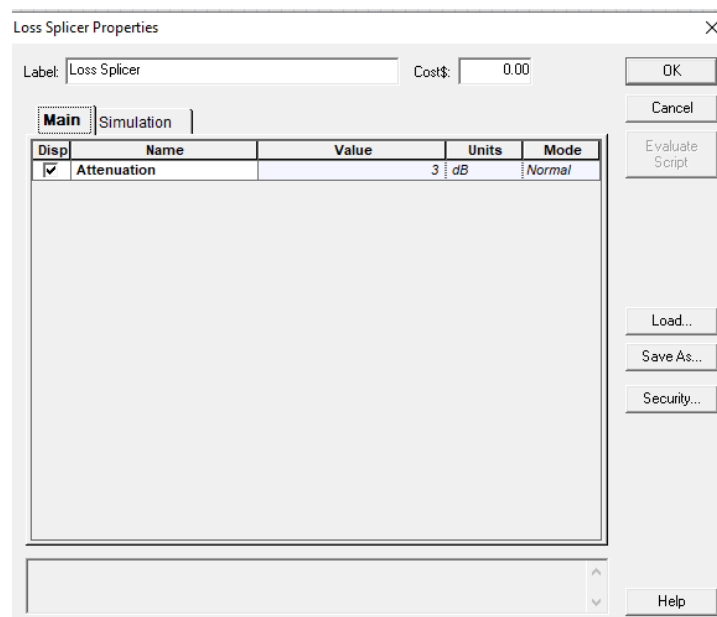 Loss Splicer Properties
Label: Loss Splicer Cost$: 0.00 OK
Cancel
Main Simulation
Evaluate Script
Disp Name Value Units Mode
Attenuation 3 dB Normal
Load...
Save As...
Security...
Help